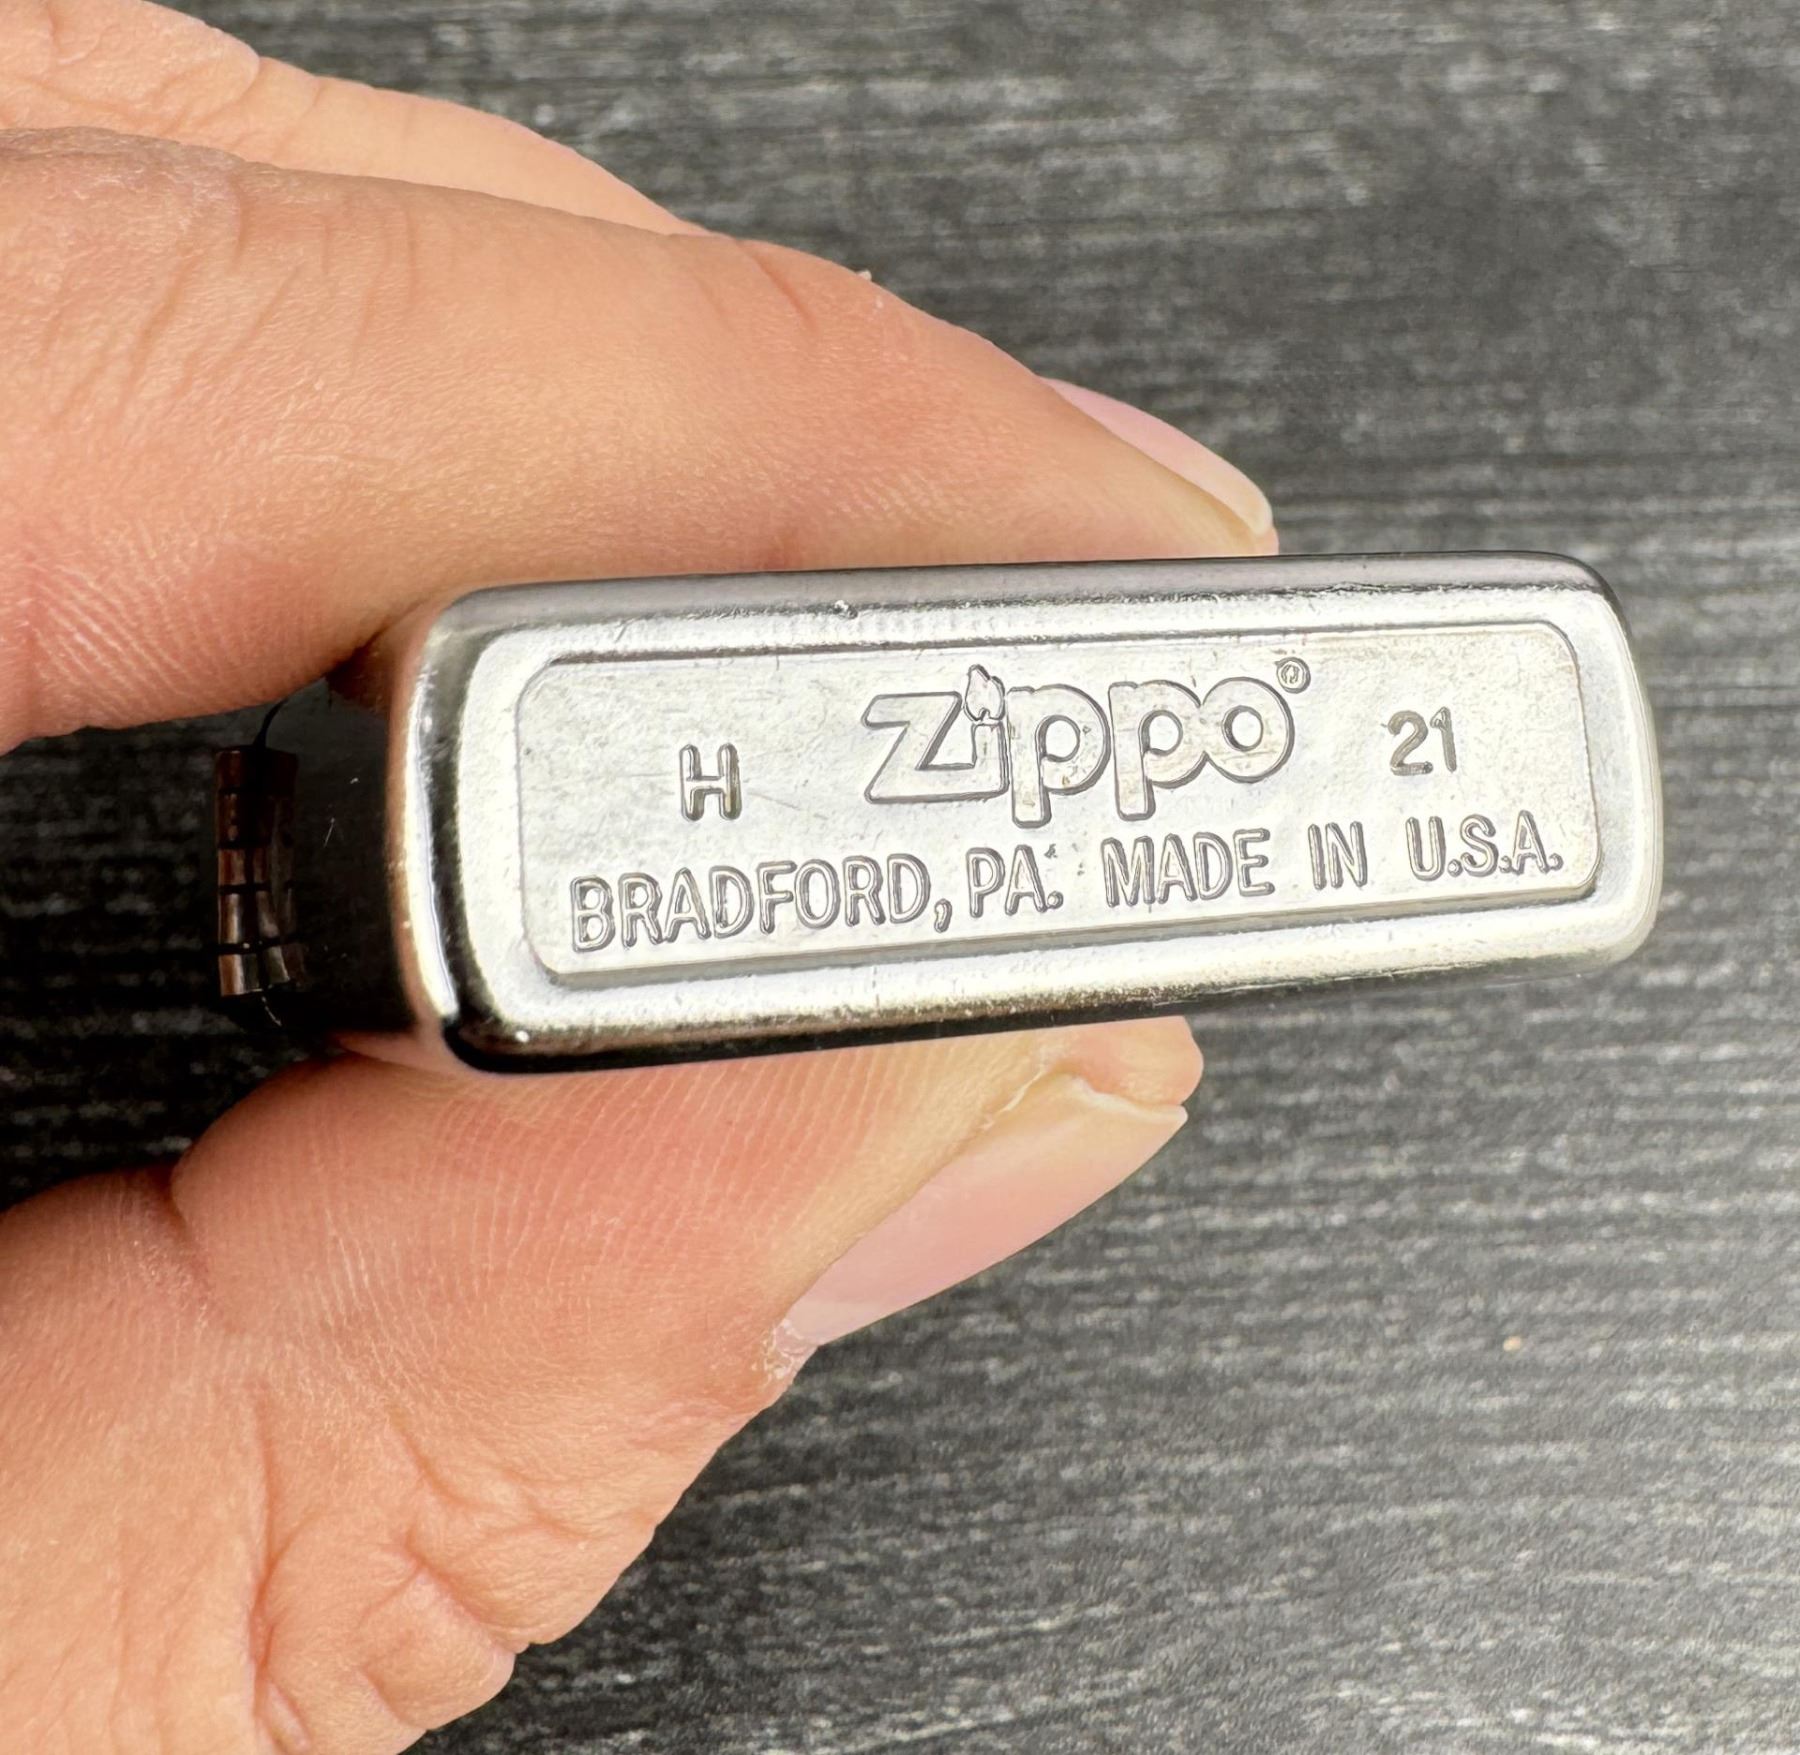 H zippo® 21
BRADFORD, PA. MADE IN U.S.A.